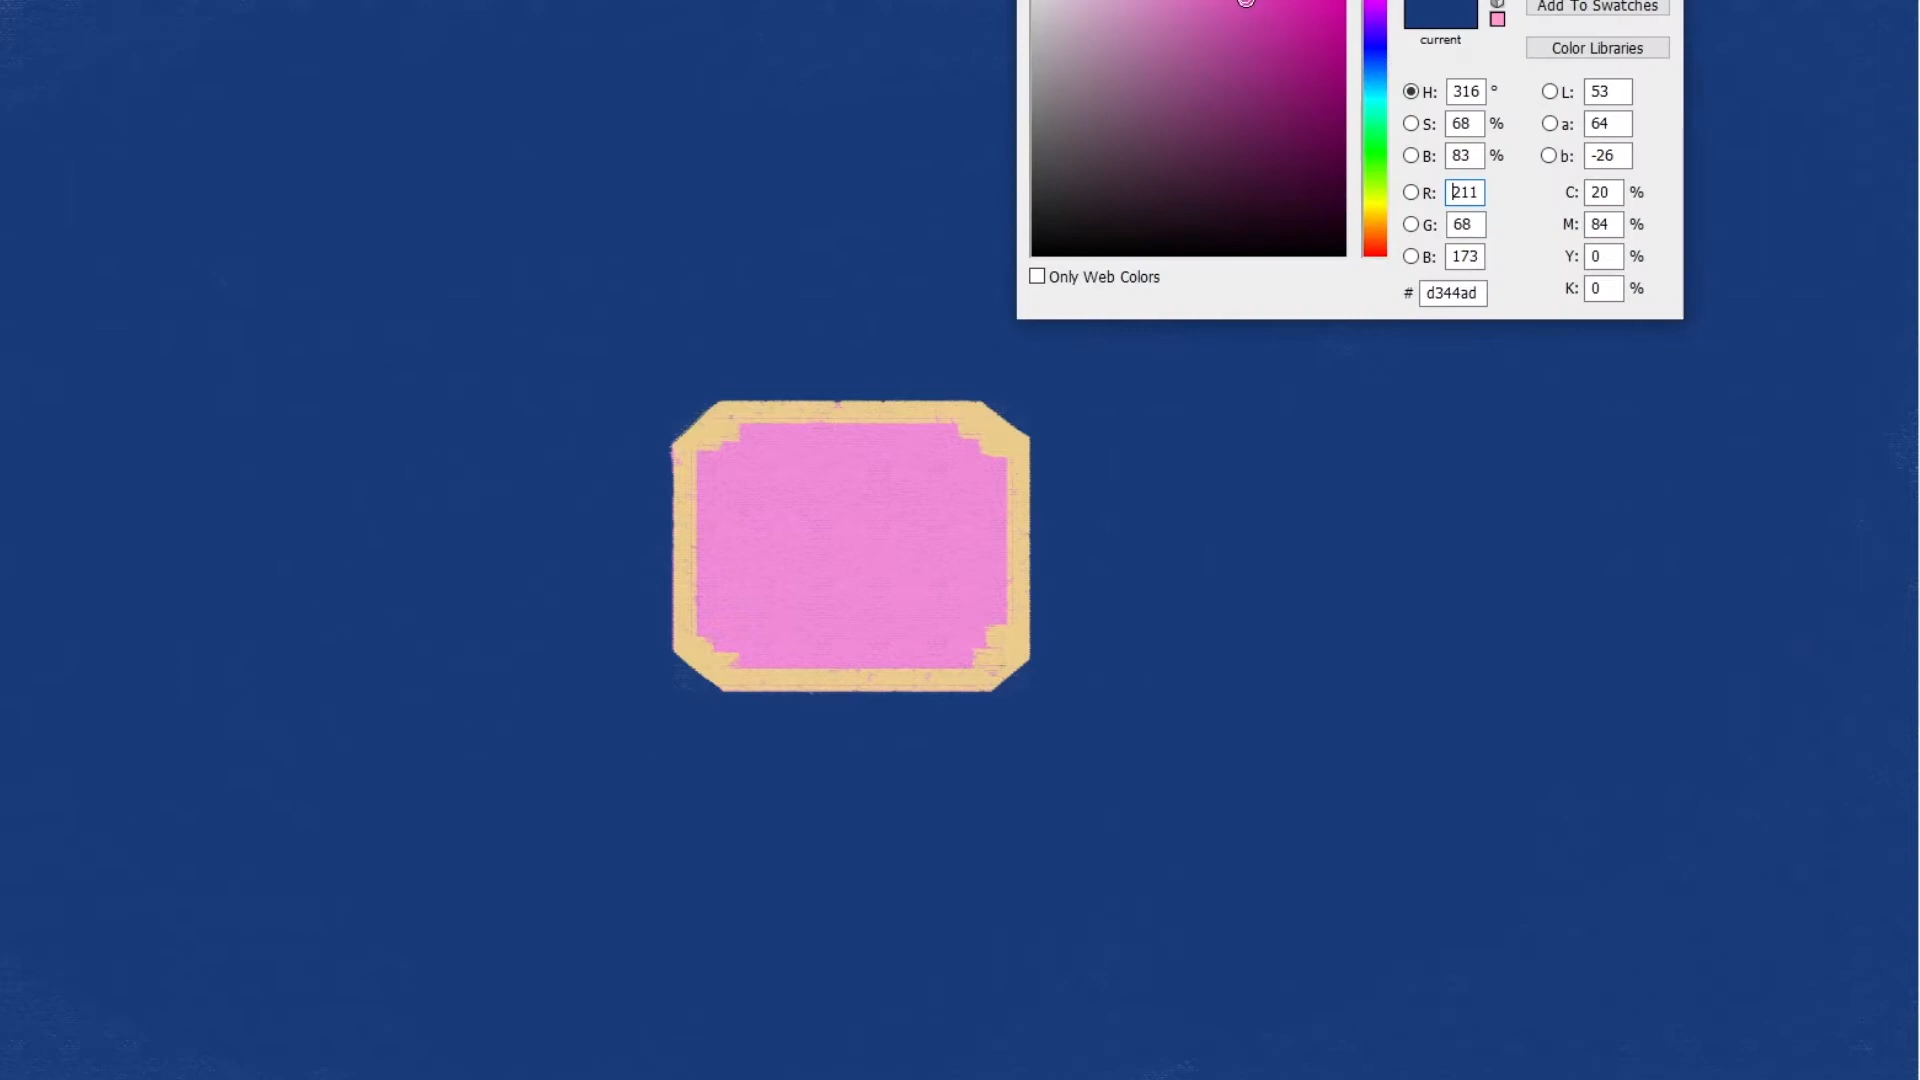 Add To Swatches
current
Color Libraries
H: 316 ° L: 53
S: 68 % a: 64
B: 83 % b: -26
R: 211 C: 20 %
G: 68 M: 84 %
B: 173 Y: 0 %
# d344ad K: 0 %
Only Web Colors